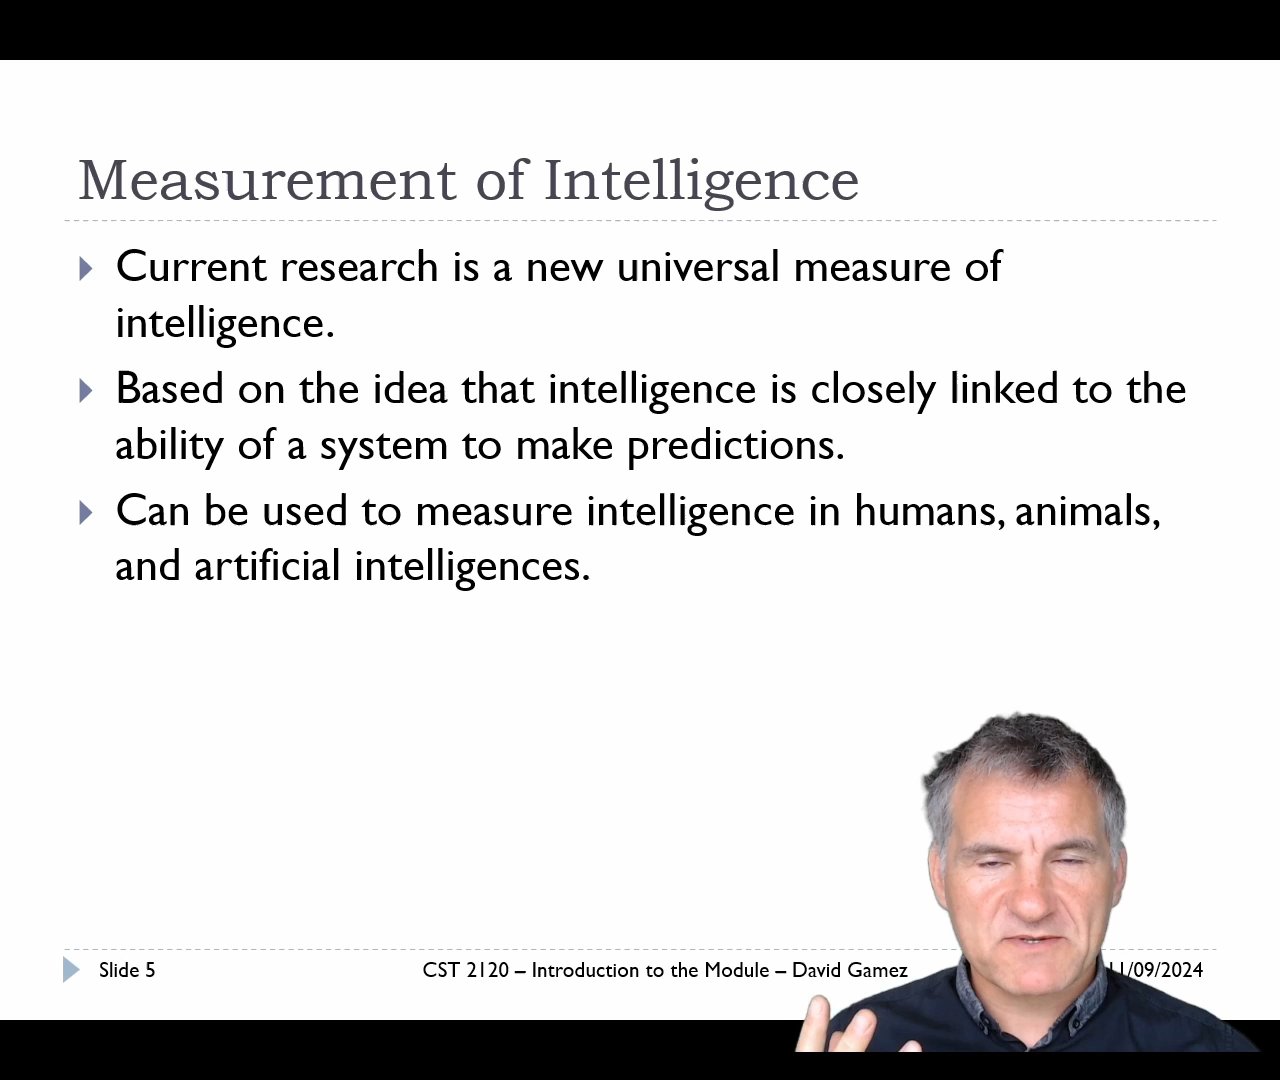 Measurement of Intelligence
Current research is a new universal measure of
intelligence.
Based on the idea that intelligence is closely linked to the
ability of a system to make predictions.
Can be used to measure intelligence in humans, animals,
and artificial intelligences.
Slide 5
CST 2120 – Introduction to the Module – David Gamez
11/09/2024